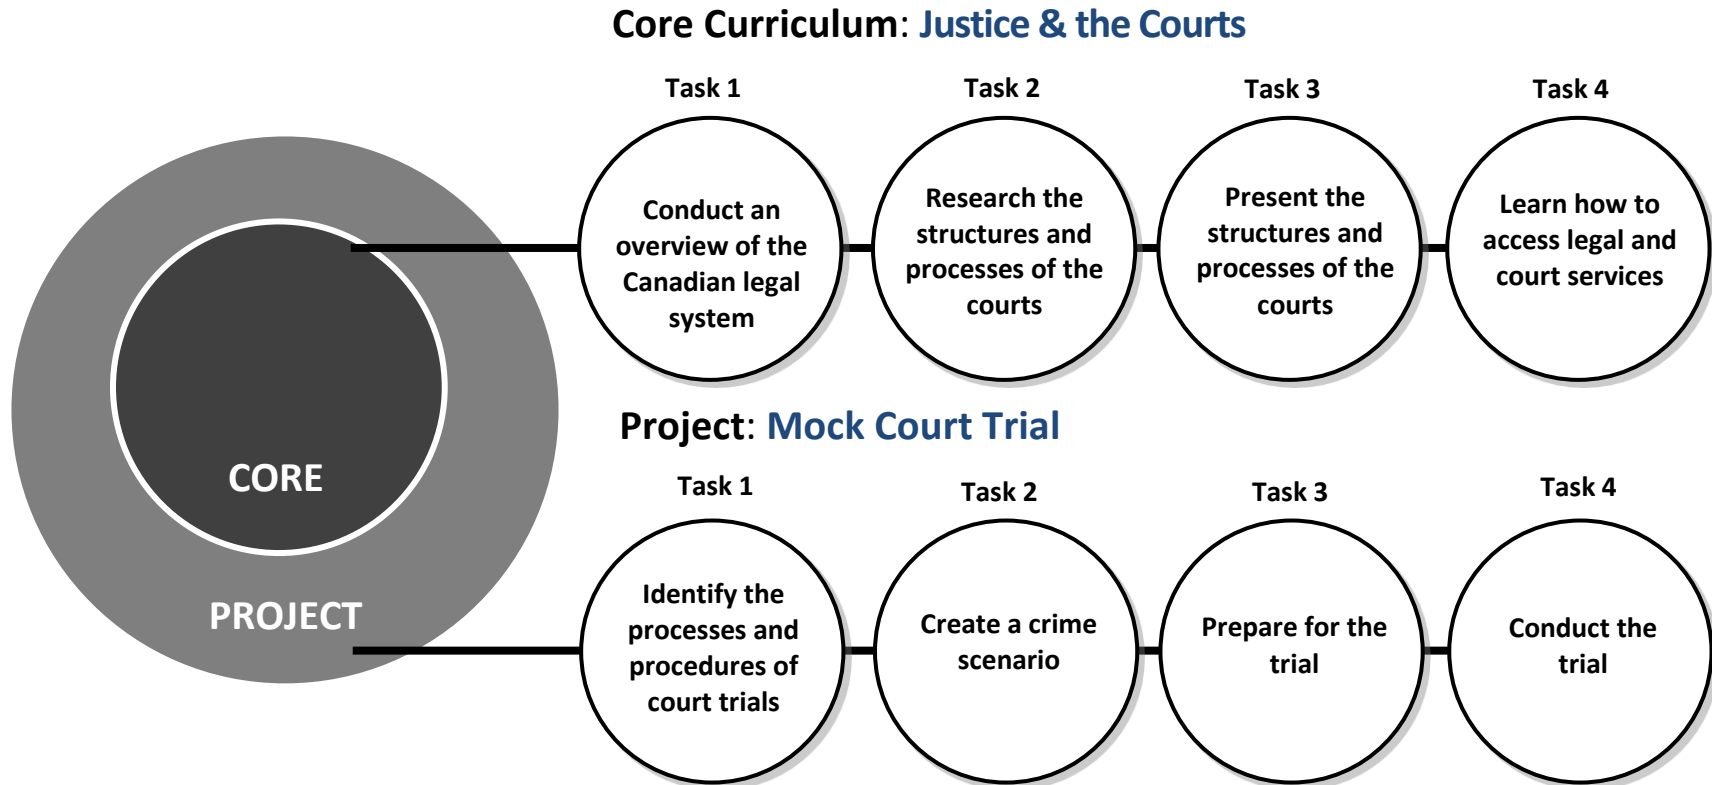 Core Curriculum: Justice & the Courts
Task 1
Task 2
Task 3
Task 4
Conduct an
overview of the
Canadian legal
system
Research the
structures and
processes of the
courts
Present the
structures and
processes of the
courts
Learn how to
access legal and
court services
CORE
PROJECT
Project: Mock Court Trial
Task 1
Task 2
Task 3
Task 4
Identify the
processes and
procedures of
court trials
Create a crime
scenario
Prepare for the
trial
Conduct the
trial